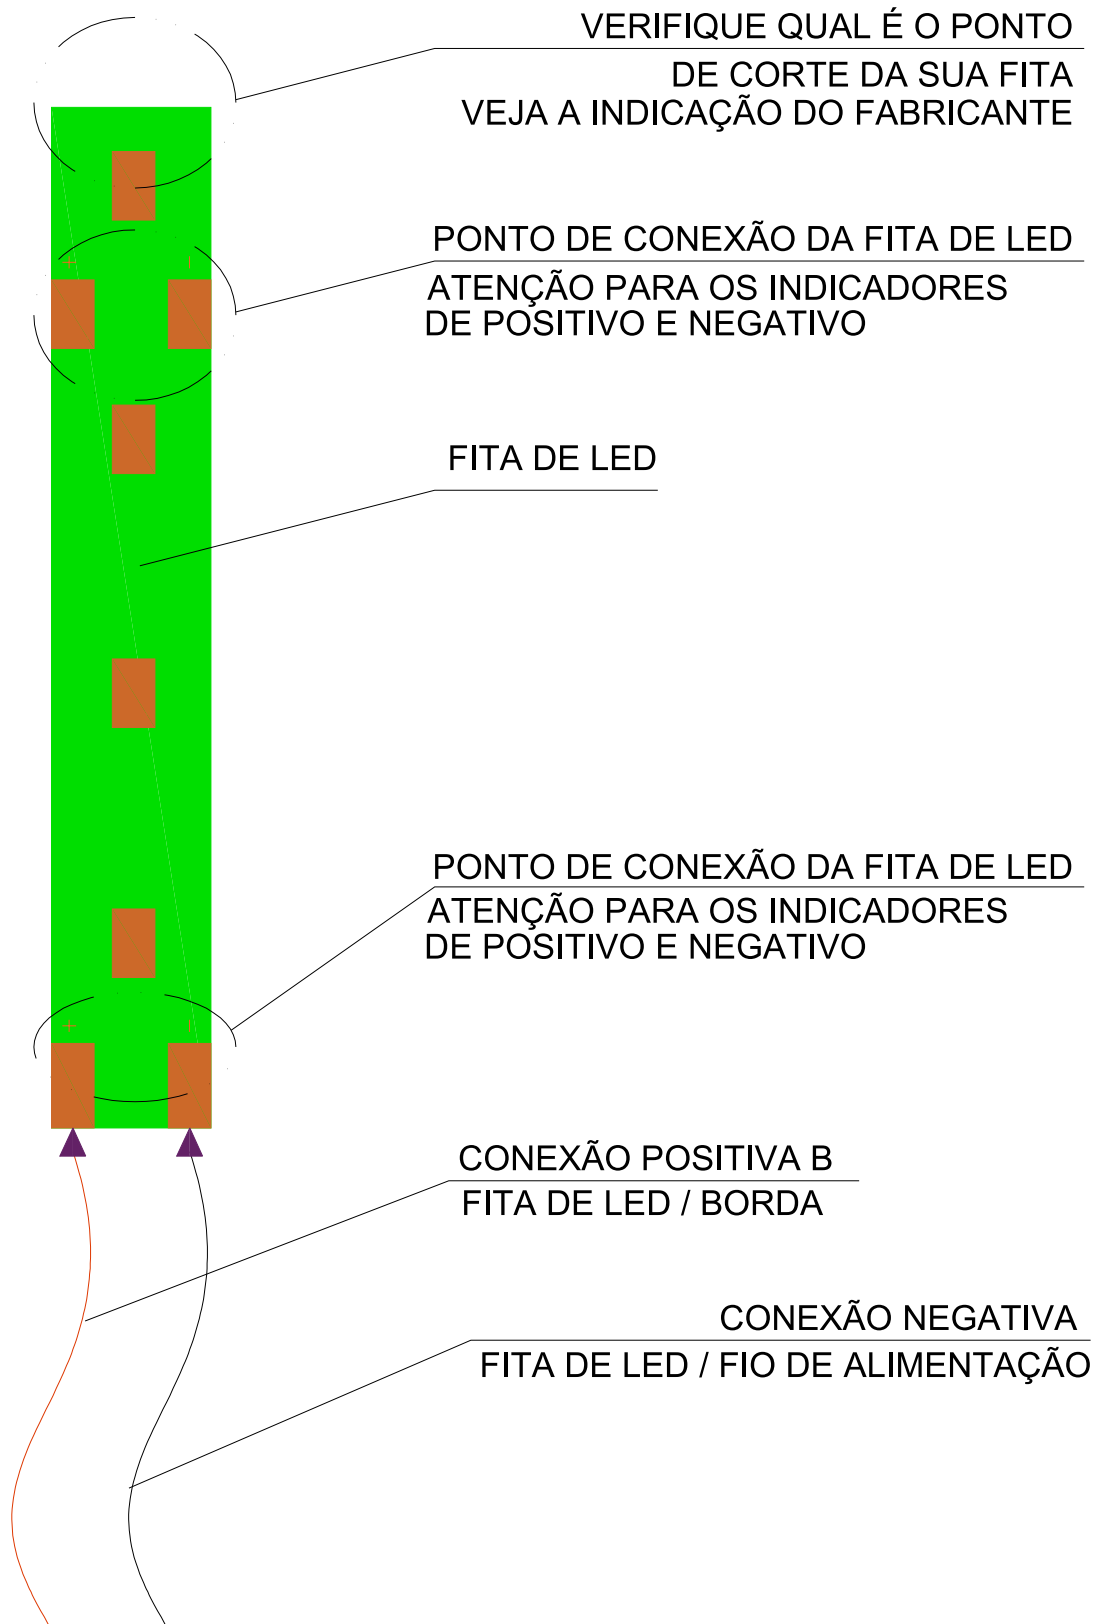 VERIFIQUE QUAL É O PONTO
DE CORTE DA SUA FITA
VEJA A INDICAÇÃO DO FABRICANTE
PONTO DE CONEXÃO DA FITA DE LED
ATENÇÃO PARA OS INDICADORES
DE POSITIVO E NEGATIVO
FITA DE LED
PONTO DE CONEXÃO DA FITA DE LED
ATENÇÃO PARA OS INDICADORES
DE POSITIVO E NEGATIVO
CONEXÃO POSITIVA B
FITA DE LED / BORDA
CONEXÃO NEGATIVA
FITA DE LED / FIO DE ALIMENTAÇÃO